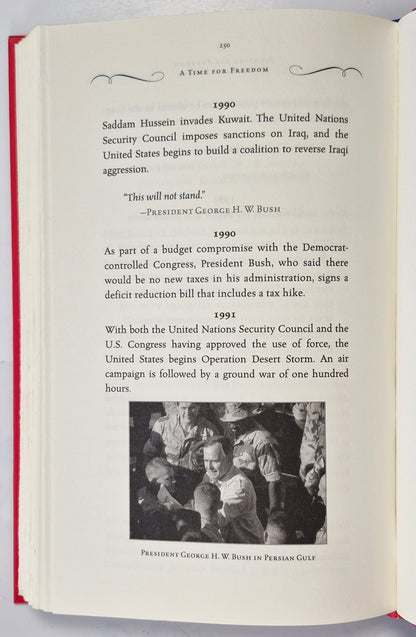 250
A Time for Freedom
1990
Saddam Hussein invades Kuwait. The United Nations
Security Council imposes sanctions on Iraq, and the
United States begins to build a coalition to reverse Iraqi
aggression.
"This will not stand."
—President George H. W. Bush
1990
As part of a budget compromise with the Democrat-
controlled Congress, President Bush, who said there
would be no new taxes in his administration, signs a
deficit reduction bill that includes a tax hike.
1991
With both the United Nations Security Council and the
U.S. Congress having approved the use of force, the
United States begins Operation Desert Storm. An air
campaign is followed by a ground war of one hundred
hours.
President George H. W. Bush in Persian Gulf